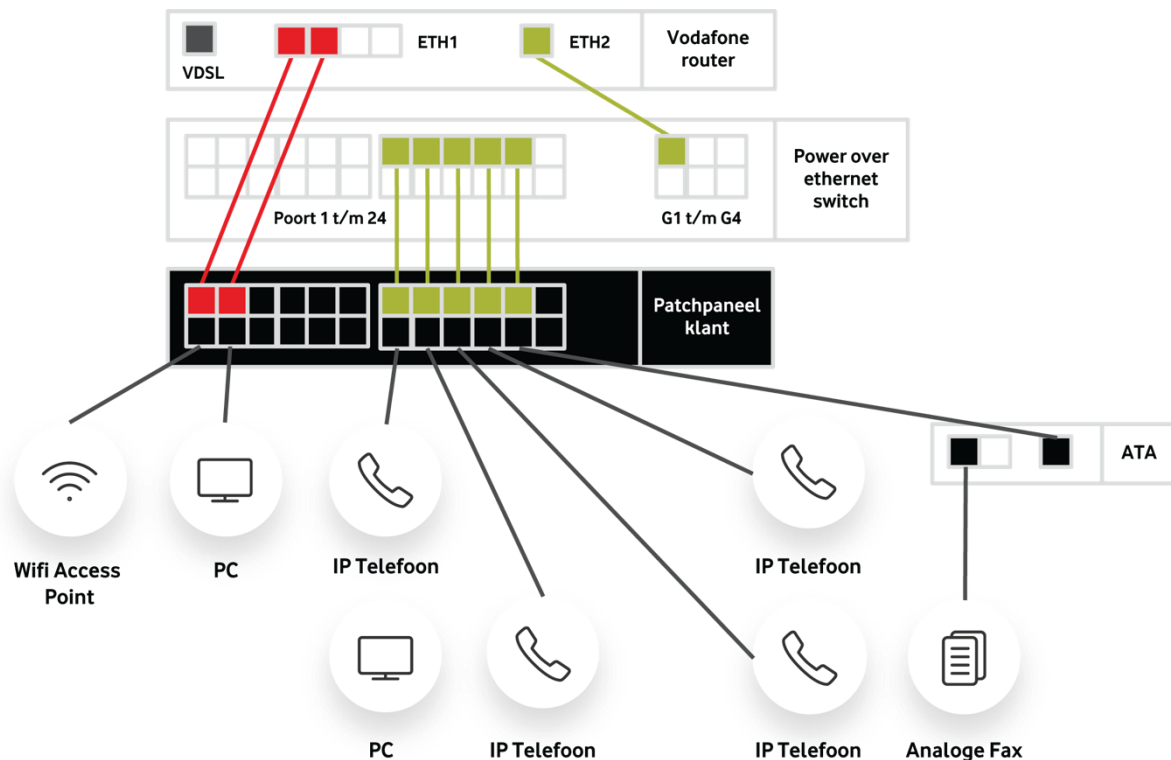 VDSL
ETH1
ETH2
Vodafone
router
Poort 1 t/m 24
G1 t/m G4
Power over
ethernet
switch
Patchpaneel
klant
ATA
Wifi Access
Point
PC
IP Telefoon
IP Telefoon
PC
IP Telefoon
IP Telefoon
Analoge Fax